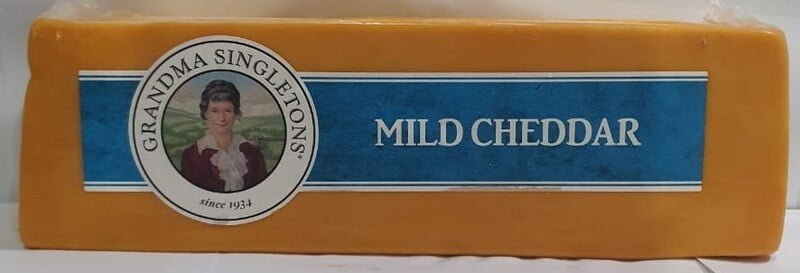 GRANDMA SINGLETONS®
since 1934
MILD CHEDDAR